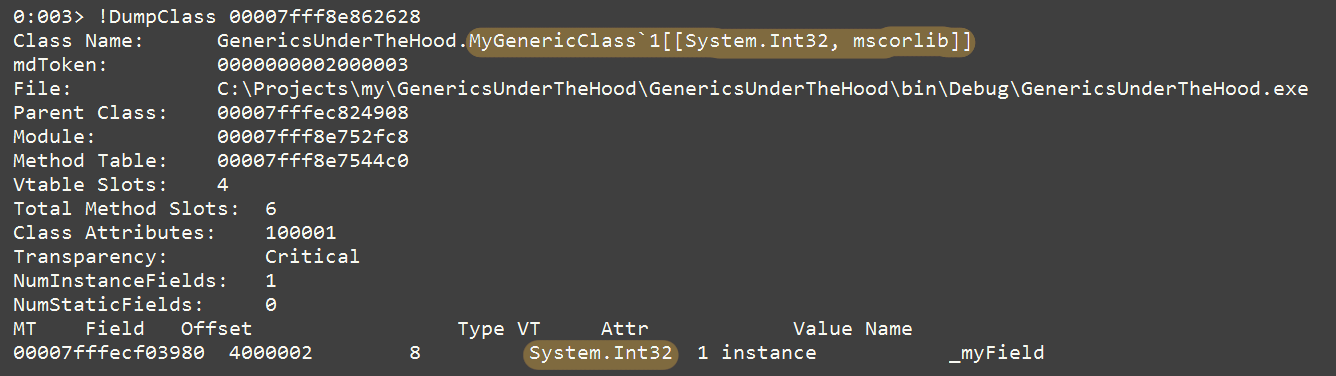 0:003> !DumpClass 00007fff8e862628
Class Name:      GenericsUnderTheHood.MyGenericClass`1[[System.Int32, mscorlib]]
mdToken:         0000000002000003
File:            C:\Projects\my\GenericsUnderTheHood\GenericsUnderTheHood\bin\Debug\GenericsUnderTheHood.exe
Parent Class:    00007fffec824908
Module:          00007fff8e752fc8
Method Table:    00007fff8e7544c0
Vtable Slots:    4
Total Method Slots:  6
Class Attributes:    100001
Transparency:        Critical
NumInstanceFields:   1
NumStaticFields:     0
MT    Field   Offset                 Type VT     Attr            Value Name
00007fffecf03980  4000002        8         System.Int32  1 instance           _myField